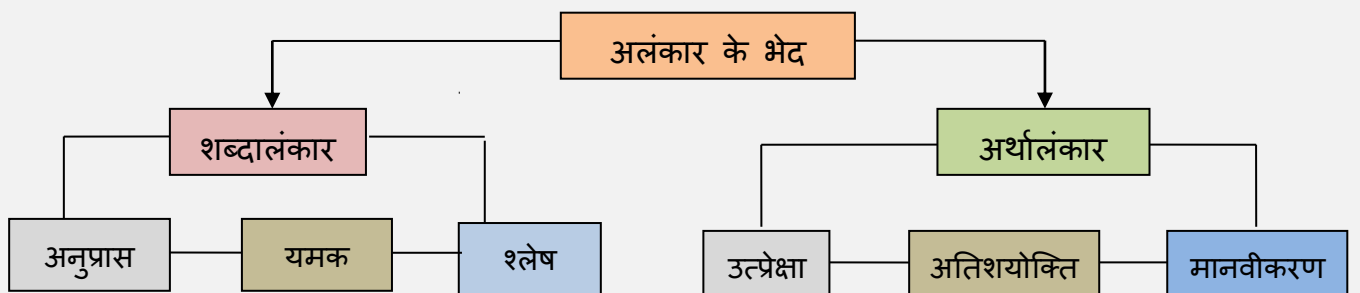 अलंकार के भेद
शब्दालंकार
अर्थालंकार
अनुप्रास
यमक
श्लेष
उत्प्रेक्षा
अतिशयोक्ति
मानवीकरण